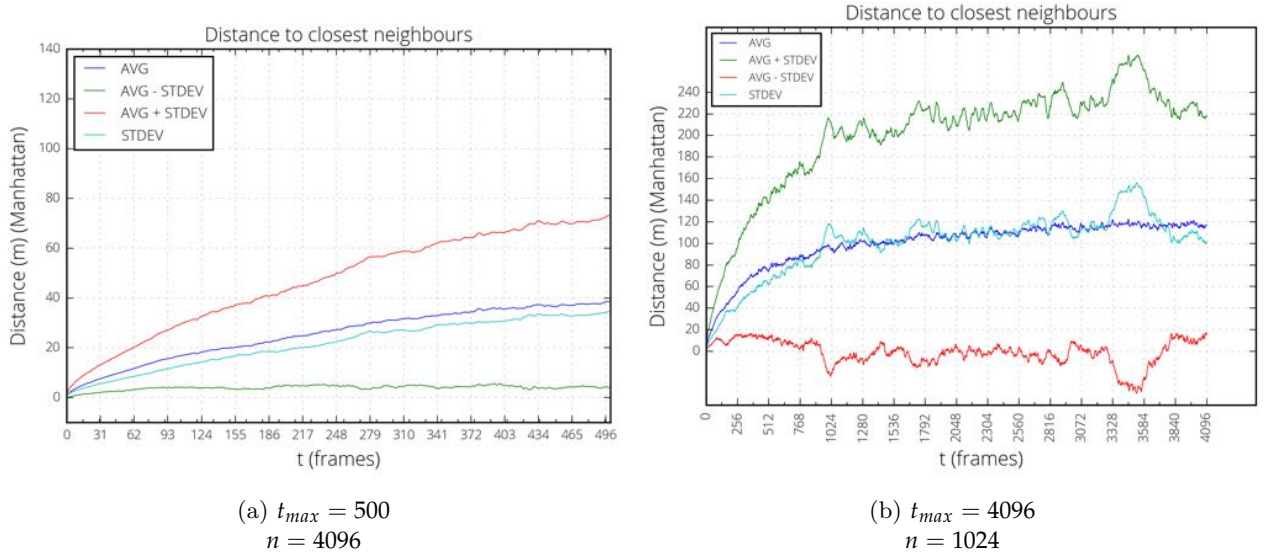 Distance to closest neighbours
AVG
AVG - STDEV
AVG + STDEV
STDEV
Distance (m) (Manhattan)
140
120
100
80
60
40
20
0
0 31 62 93 124 155 186 217 248 279 310 341 372 403 434 465 496
t (frames)
(a) tmax = 500
n = 4096
Distance to closest neighbours
AVG
AVG + STDEV
AVG - STDEV
STDEV
Distance (m) (Manhattan)
240
220
200
180
160
140
120
100
80
60
40
20
0
0 256 512 768 1024 1280 1536 1792 2048 2304 2560 2816 3072 3328 3584 3840 4096
t (frames)
(b) tmax = 4096
n = 1024